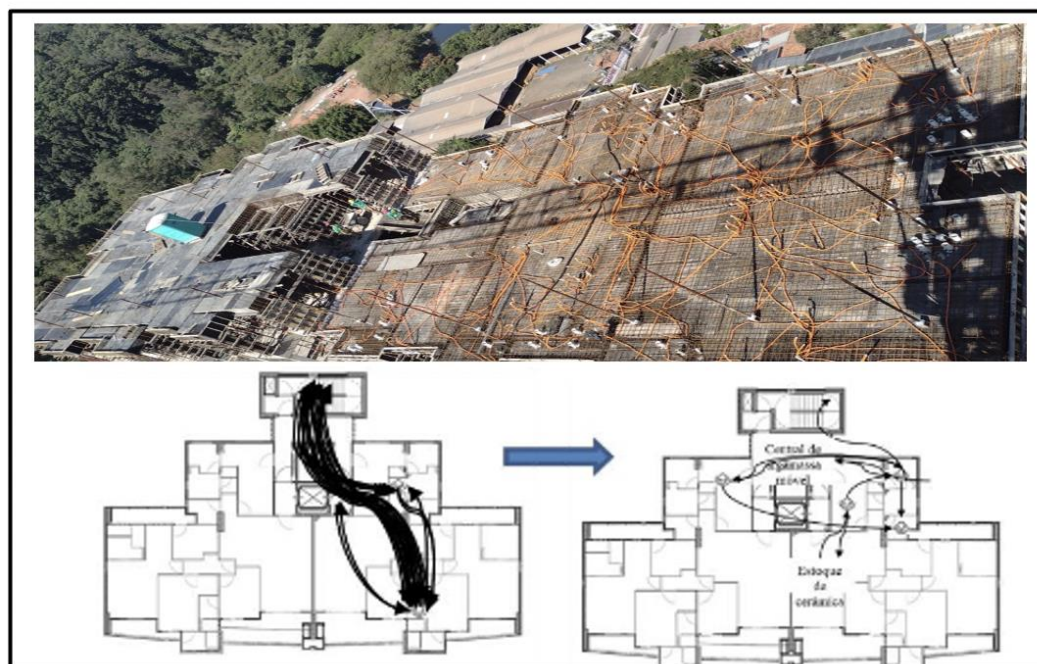 Central de
argamassa
móvel
Estoque
de
cerâmica